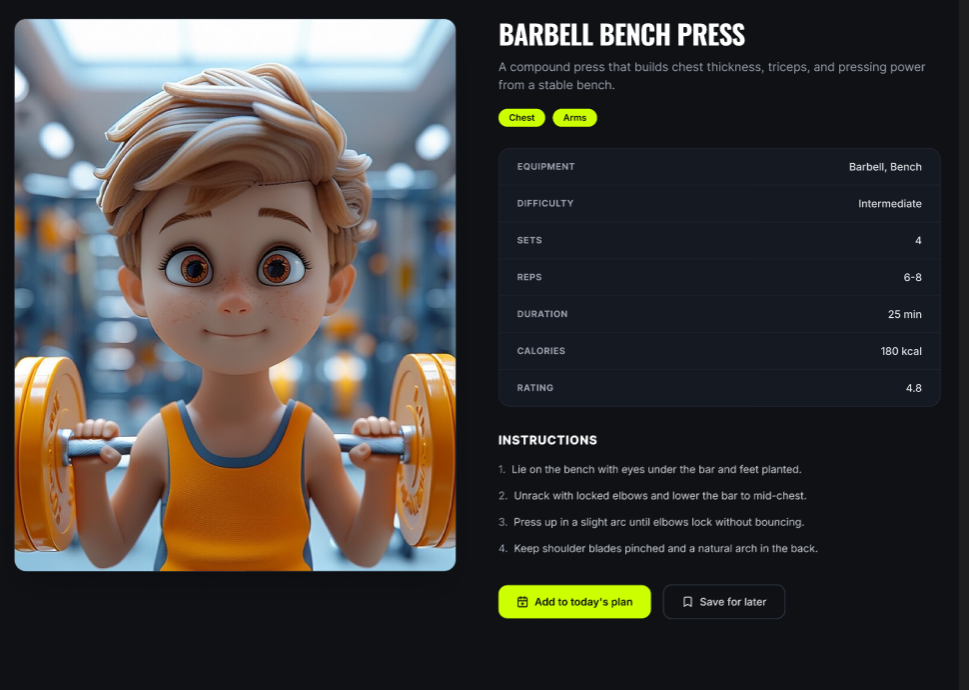 BARBELL BENCH PRESS
A compound press that builds chest thickness, triceps, and pressing power
from a stable bench.
Chest Arms
EQUIPMENT Barbell, Bench
DIFFICULTY Intermediate
SETS 4
REPS 6-8
DURATION 25 min
CALORIES 180 kcal
RATING 4.8
INSTRUCTIONS
1. Lie on the bench with eyes under the bar and feet planted.
2. Unrack with locked elbows and lower the bar to mid-chest.
3. Press up in a slight arc until elbows lock without bouncing.
4. Keep shoulder blades pinched and a natural arch in the back.
Add to today's plan Save for later